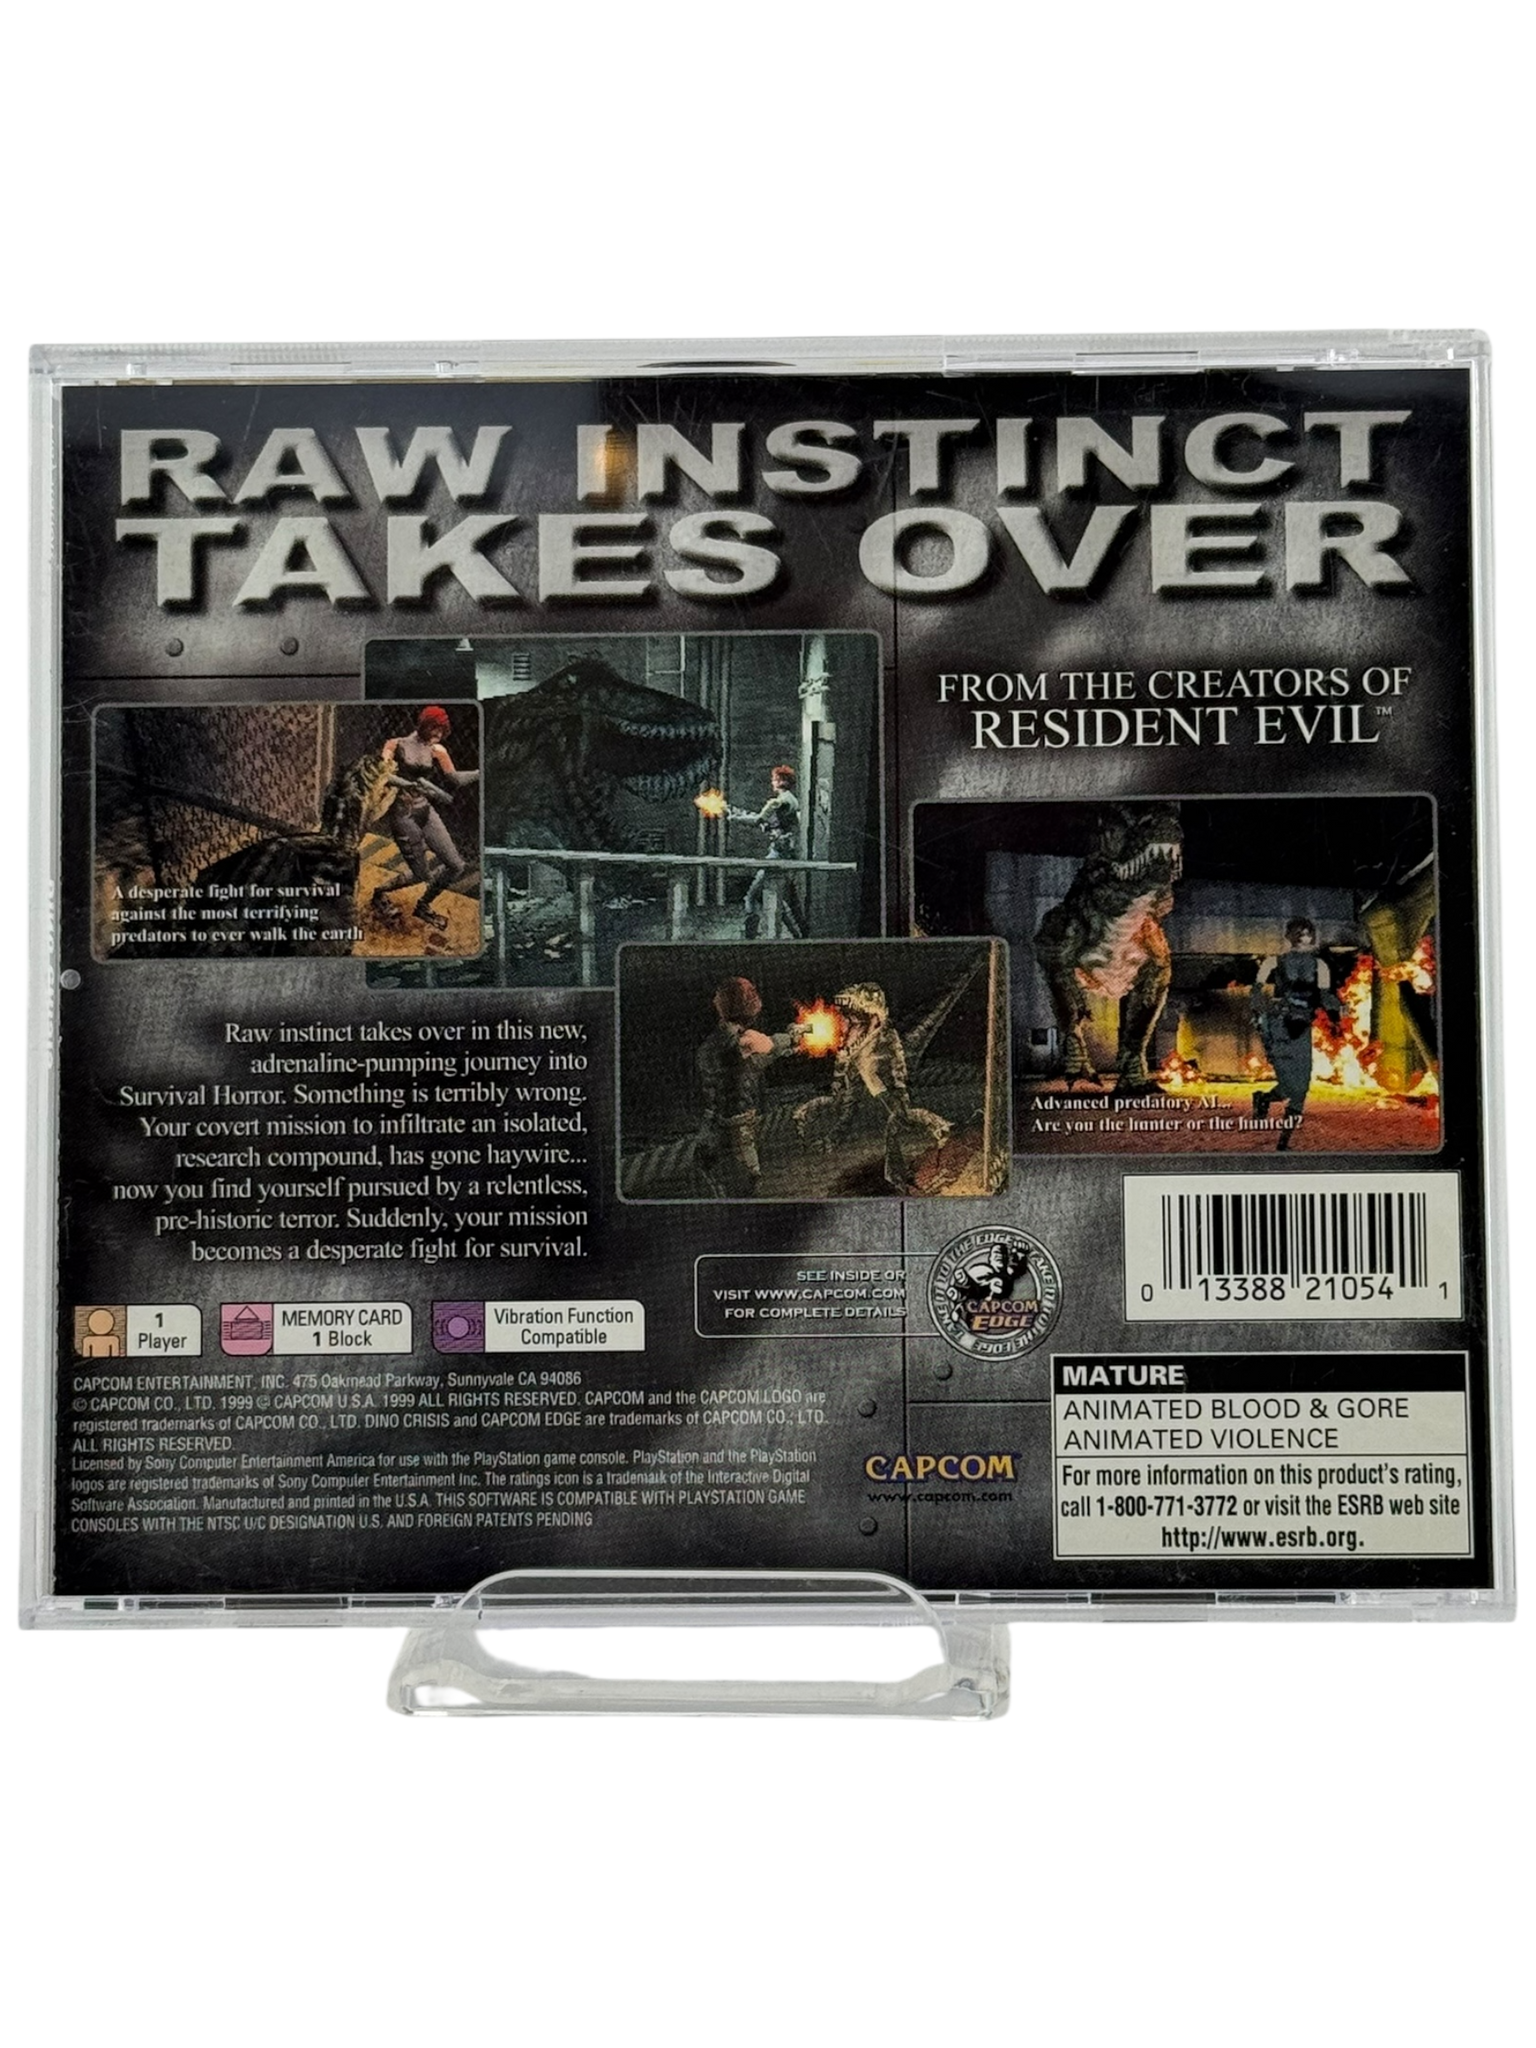 RAW INSTINCT
TAKES OVER
FROM THE CREATORS OF
RESIDENT EVIL™
A desperate fight for survival
against the most terrifying
predators to ever walk the earth
Advanced predatory AI...
Are you the hunter or the hunted?
Raw instinct takes over in this new,
adrenaline-pumping journey into
Survival Horror. Something is terribly wrong.
Your covert mission to infiltrate an isolated,
research compound, has gone haywire...
now you find yourself pursued by a relentless,
pre-historic terror. Suddenly, your mission
becomes a desperate fight for survival.
SEE INSIDE OR
VISIT WWW.CAPCOM.COM
FOR COMPLETE DETAILS
CAPCOM
EDGE
0 13388 21054 1
1
Player
MEMORY CARD
1 Block
Vibration Function
Compatible
CAPCOM ENTERTAINMENT, INC. 475 Oakmead Parkway, Sunnyvale CA 94086
© CAPCOM CO., LTD. 1999 © CAPCOM U.S.A. 1999 ALL RIGHTS RESERVED. CAPCOM and the CAPCOM LOGO are
registered trademarks of CAPCOM CO., LTD. DINO CRISIS and CAPCOM EDGE are trademarks of CAPCOM CO., LTD.
ALL RIGHTS RESERVED.
Licensed by Sony Computer Entertainment America for use with the PlayStation game console. PlayStation and the PlayStation
logos are registered trademarks of Sony Computer Entertainment Inc. The ratings icon is a trademark of the Interactive Digital
Software Association. Manufactured and printed in the U.S.A. THIS SOFTWARE IS COMPATIBLE WITH PLAYSTATION GAME
CONSOLES WITH THE NTSC U/C DESIGNATION U.S. AND FOREIGN PATENTS PENDING
CAPCOM
www.capcom.com
MATURE
ANIMATED BLOOD & GORE
ANIMATED VIOLENCE
For more information on this product's rating,
call 1-800-771-3772 or visit the ESRB web site
http://www.esrb.org.